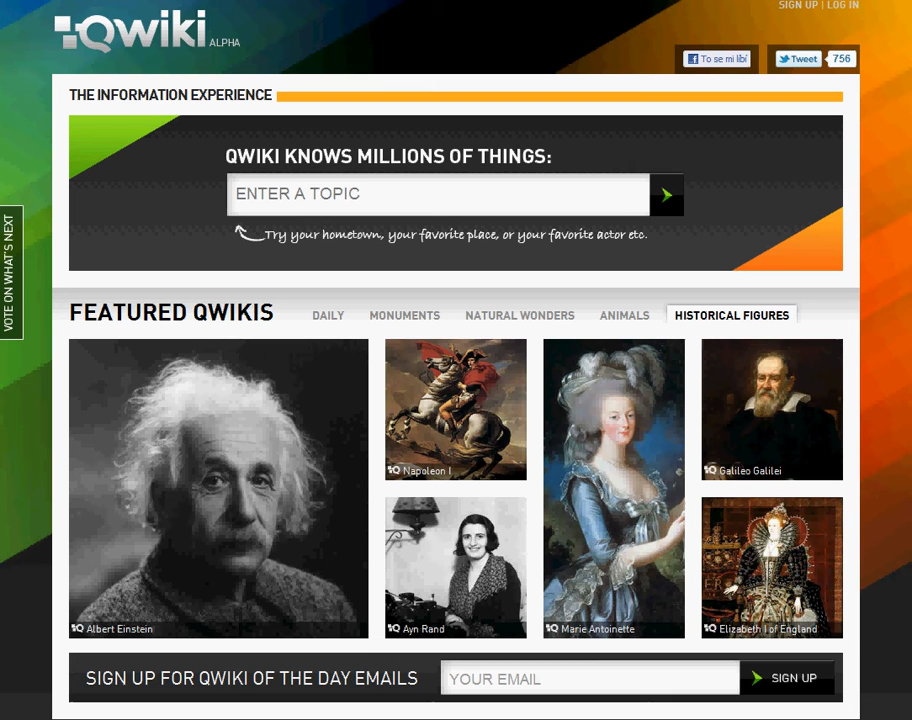 SIGN UP | LOG IN
Qwiki ALPHA
To se mi líbí
Tweet 756
THE INFORMATION EXPERIENCE
QWIKI KNOWS MILLIONS OF THINGS:
ENTER A TOPIC
Try your hometown, your favorite place, or your favorite actor etc.
VOTE ON WHAT'S NEXT
FEATURED QWIKIS DAILY MONUMENTS NATURAL WONDERS ANIMALS HISTORICAL FIGURES
Napoleon I
Galileo Galilei
Albert Einstein
Ayn Rand
Marie Antoinette
Elizabeth I of England
SIGN UP FOR QWIKI OF THE DAY EMAILS YOUR EMAIL SIGN UP